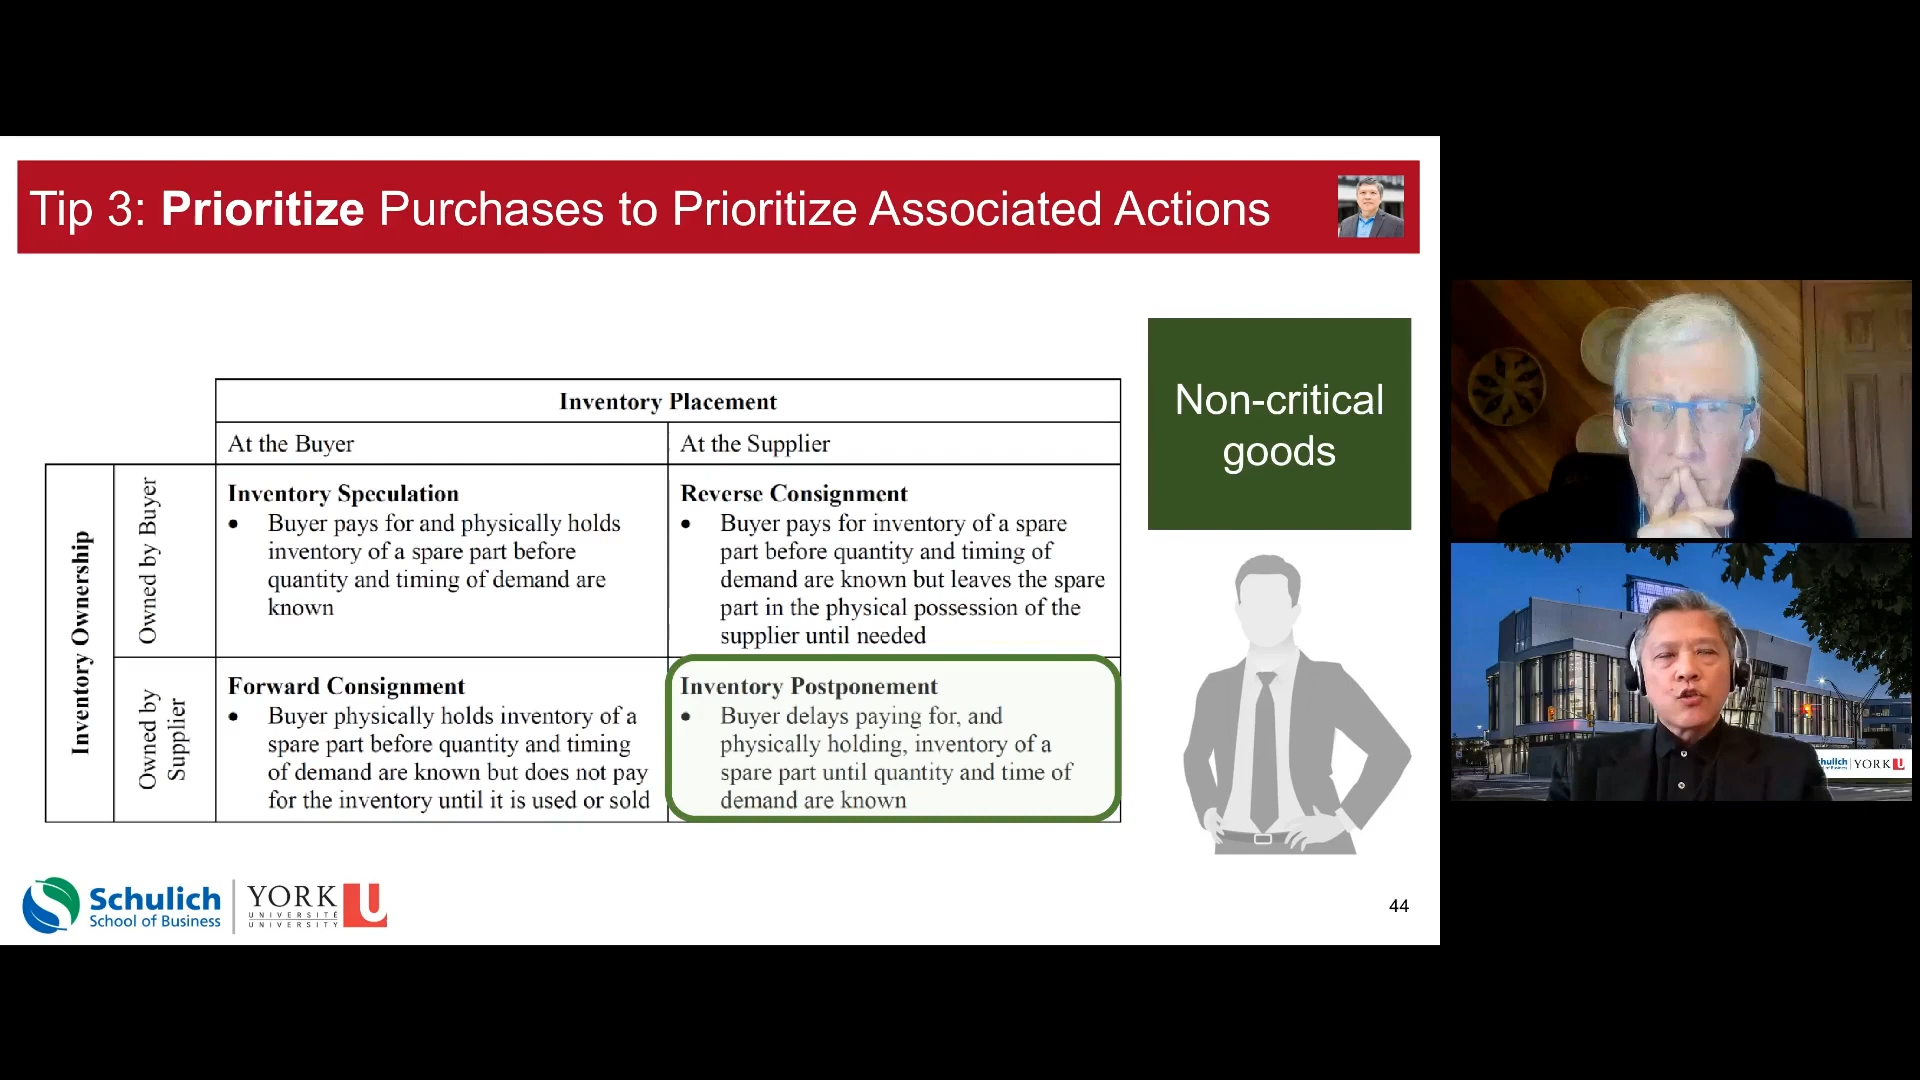 Tip 3: Prioritize Purchases to Prioritize Associated Actions
Non-critical
goods
Inventory Placement
At the Buyer
At the Supplier
Inventory Ownership
Owned by Buyer
Inventory Speculation
• Buyer pays for and physically holds
inventory of a spare part before
quantity and timing of demand are
known
Reverse Consignment
• Buyer pays for inventory of a spare
part before quantity and timing of
demand are known but leaves the spare
part in the physical possession of the
supplier until needed
Owned by
Supplier
Forward Consignment
• Buyer physically holds inventory of a
spare part before quantity and timing
of demand are known but does not pay
for the inventory until it is used or sold
Inventory Postponement
• Buyer delays paying for, and
physically holding, inventory of a
spare part until quantity and time of
demand are known
Schulich
School of Business
YORK U
UNIVERSITÉ
UNIVERSITY
44
YORK U